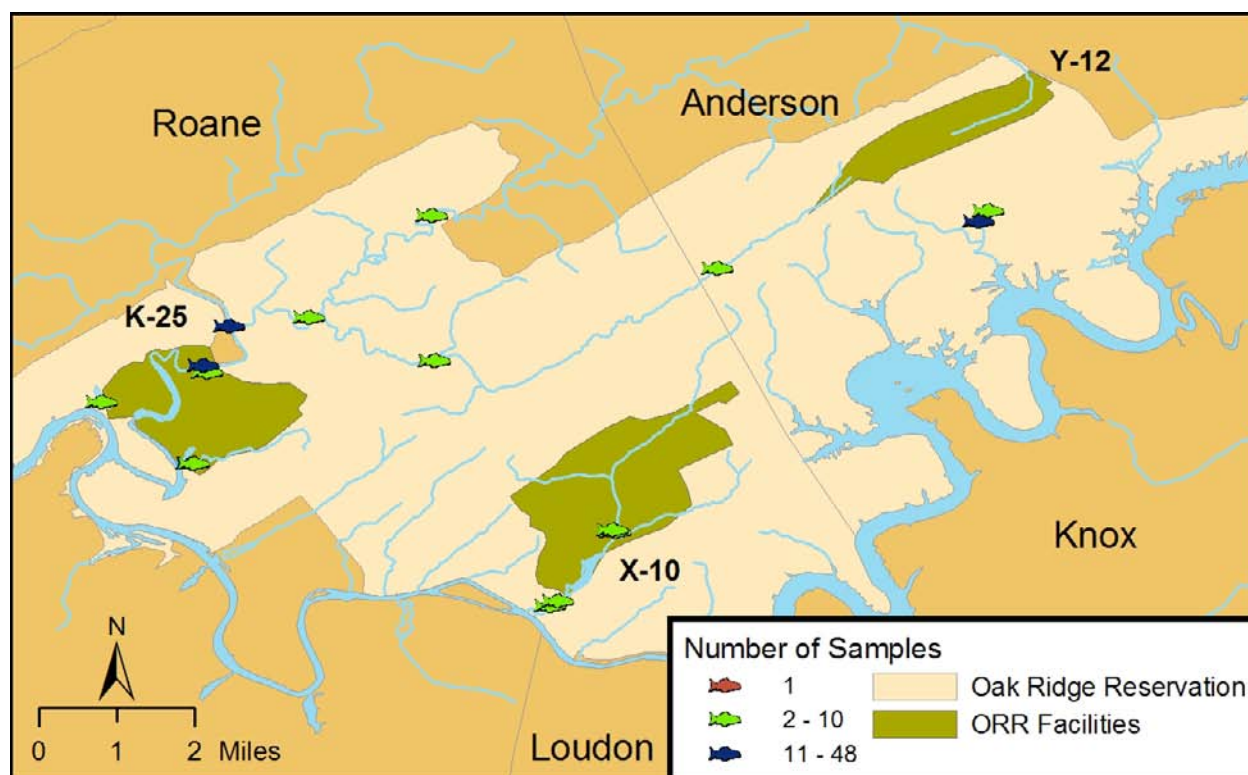 Y-12
Anderson
Roane
K-25
Knox
X-10
N
0 1 2 Miles
Loudon
Number of Samples
1
2 - 10
11 - 48
Oak Ridge Reservation
ORR Facilities